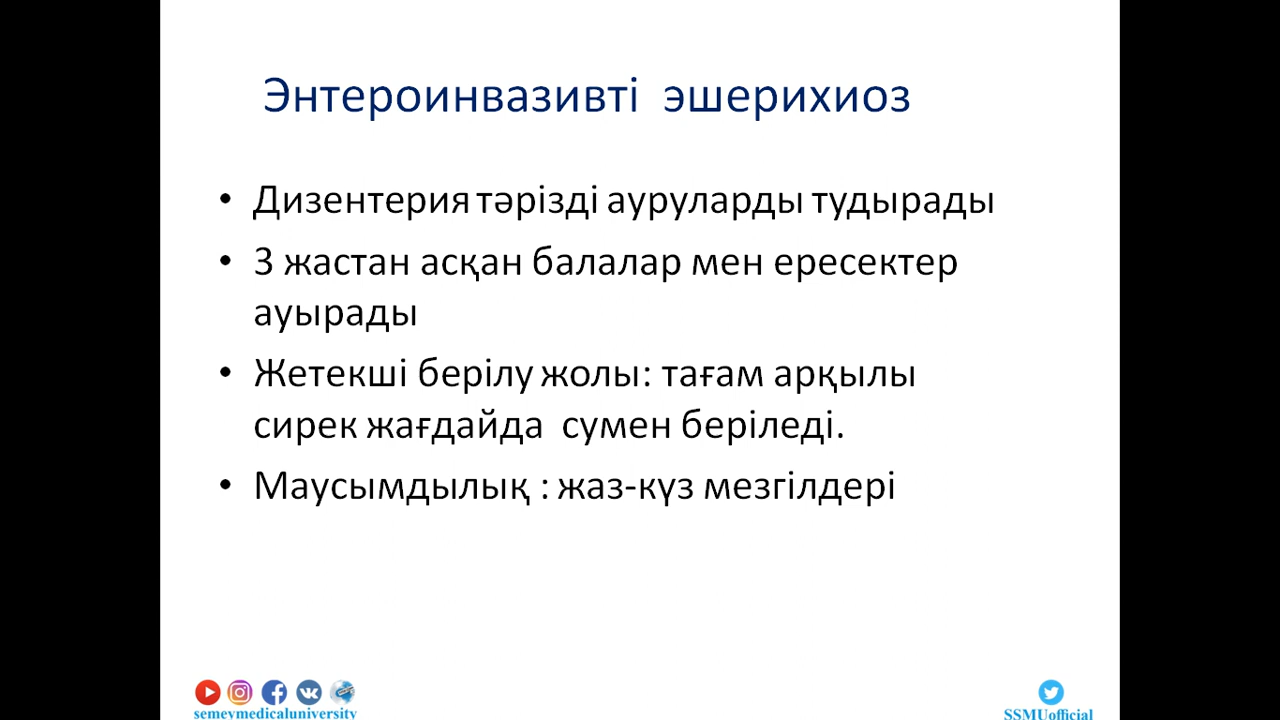 Энтероинвазивті  эшерихиоз
• Дизентерия тәрізді ауруларды тудырады
• 3 жастан асқан балалар мен ересектер
ауырады
• Жетекші берілу жолы: тағам арқылы
сирек жағдайда  сумен беріледі.
• Маусымдылық : жаз-күз мезгілдері
semeymedicaluniversity
SSMUofficial